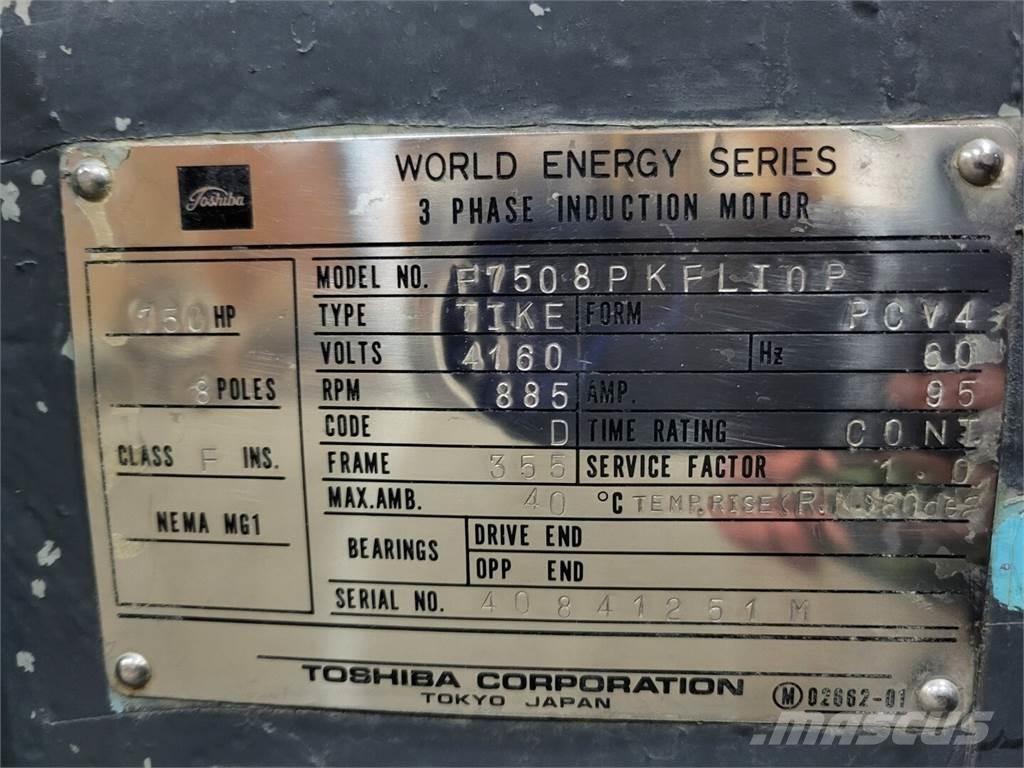 WORLD ENERGY SERIES
Toshiba
3 PHASE INDUCTION MOTOR
750 HP
8 POLES
CLASS F INS.
NEMA MG1
MODEL NO. F7508PKFLI0P
TYPE TIKE FORM PCV4
VOLTS 4160 Hz 60
RPM 885 AMP. 95
CODE D TIME RATING CONT
FRAME 355 SERVICE FACTOR 1.0
MAX.AMB. 40 °C TEMP.RISE(R.
BEARINGS
DRIVE END
OPP END
SERIAL NO. 40841251M
TOSHIBA CORPORATION
TOKYO JAPAN
M 02662-01
MASCUS